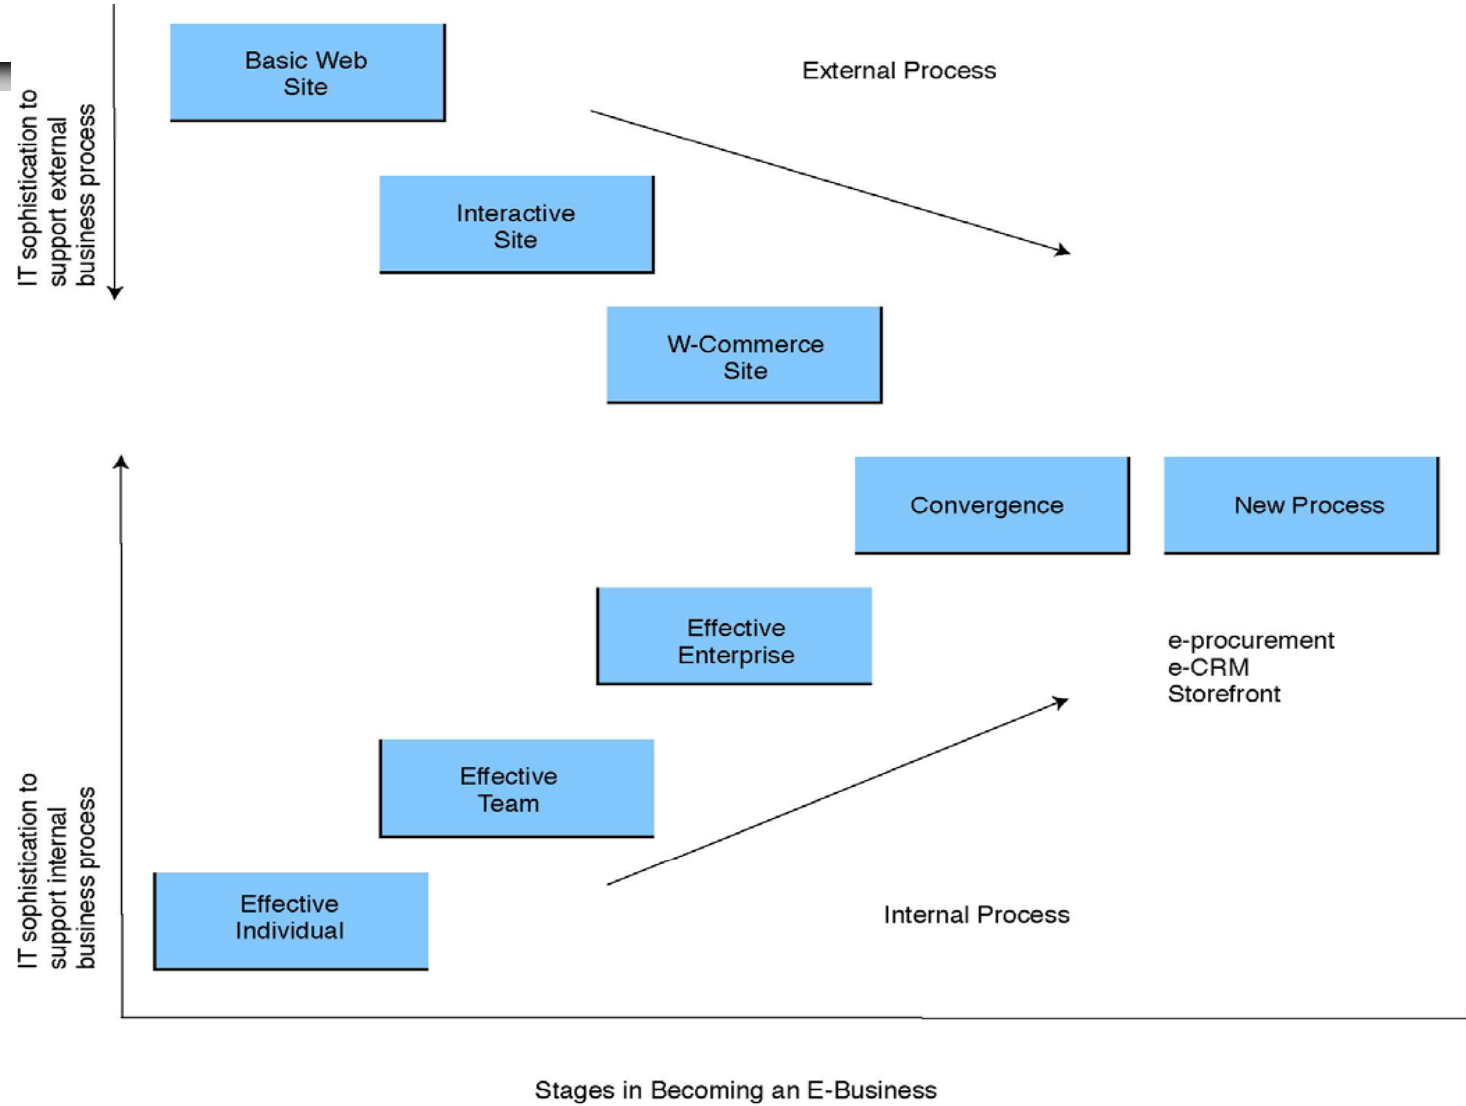 Basic Web
Site
External Process
IT sophistication to
support external
business process
Interactive
Site
W-Commerce
Site
Convergence
New Process
Effective
Enterprise
e-procurement
e-CRM
Storefront
Effective
Team
IT sophistication to
support internal
business process
Effective
Individual
Internal Process
Stages in Becoming an E-Business